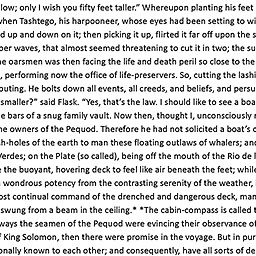 low; only I wish you fifty feet taller.” Whereupon planting his feet
when Tashtego, his harpooneer, whose eyes had been setting to wi
d up and down on it; then picking it up, flirted it far off upon the s
per waves, that almost seemed threatening to cut it in two; the su
he oarsmen was then facing the life and death peril so close to the
, performing now the office of life-preservers. So, cutting the lashi
outing. He bolts down all events, all creeds, and beliefs, and persu
smaller?” said Flask. “Yes, that’s the law. I should like to see a boa
e bars of a snug family vault. Now then, thought I, unconsciously r
he owners of the Pequod. Therefore he had not solicited a boat’s c
sh-holes of the earth to man these floating outlaws of whalers; an
Verdes; on the Plate (so called), being off the mouth of the Rio de l
e the buoyant, hovering deck to feel like air beneath the feet; while
n wondrous potency from the contrasting serenity of the weather,
ost continual command of the drenched and dangerous deck, man
swung from a beam in the ceiling.* *The cabin-compass is called t
ways the seamen of the Pequod were evincing their observance of
f King Solomon, then there were promise in the voyage. But in pur
onally known to each other; and consequently, have all sorts of de